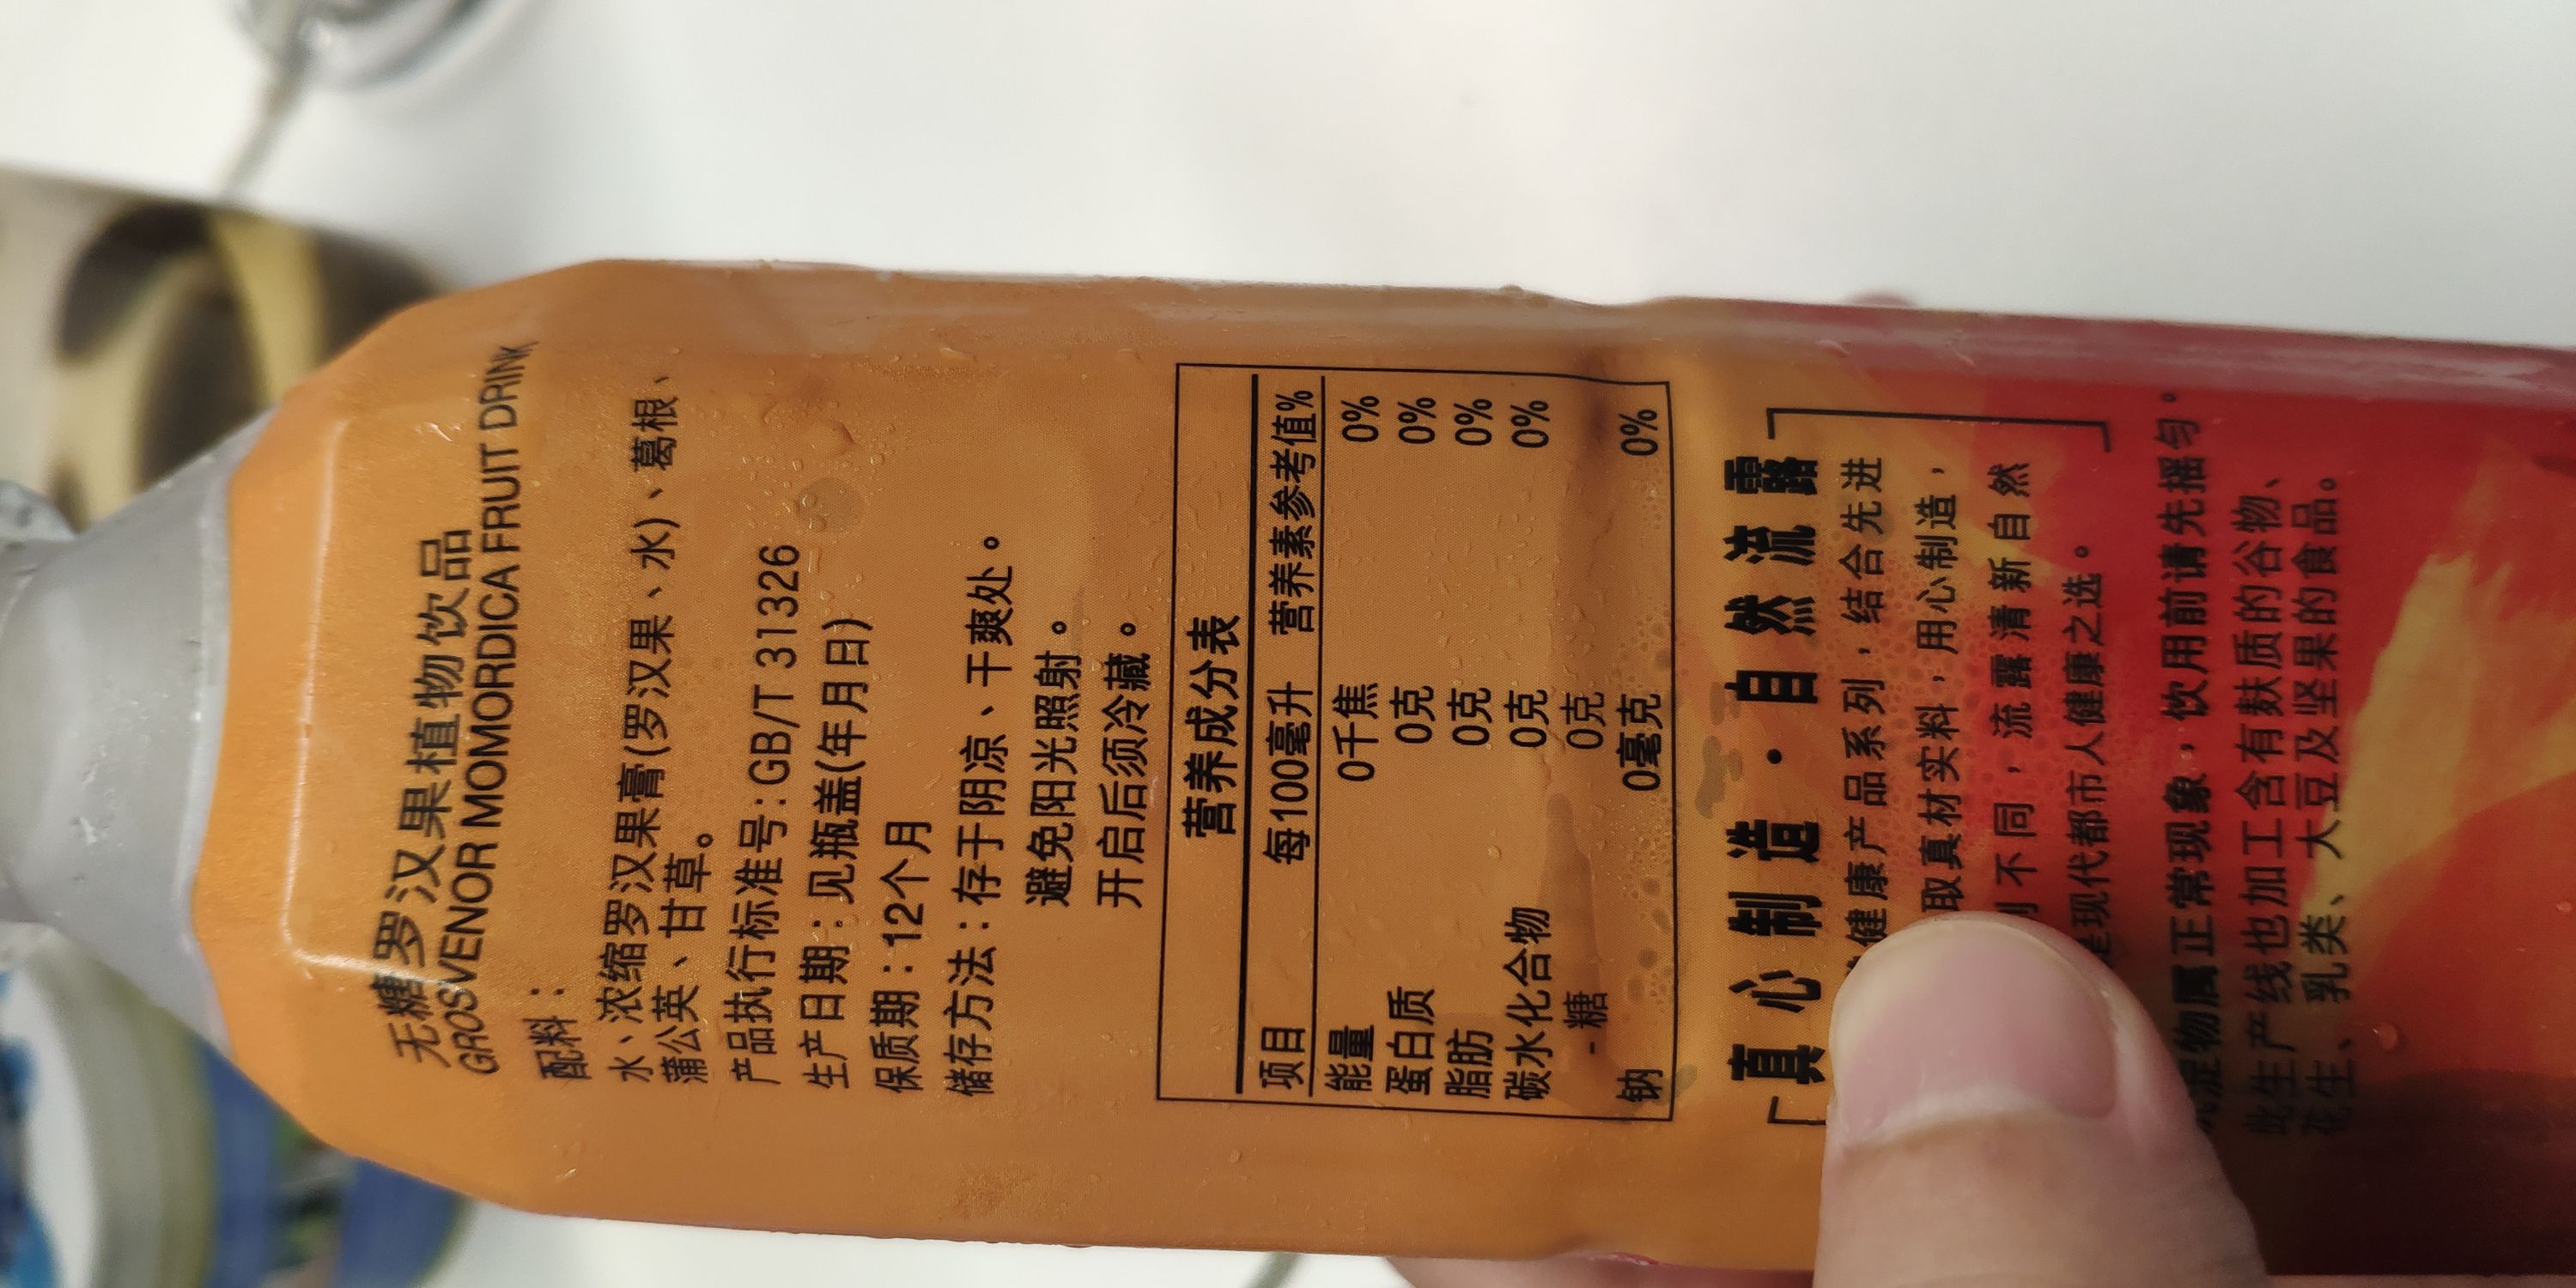 无糖罗汉果植物饮品
GROSVENOR MOMORDICA FRUIT DRINK
配料：
水、浓缩罗汉果膏(罗汉果、水)、葛根、
蒲公英、甘草。
产品执行标准号：GB/T 31326
生产日期：见瓶盖(年月日)
保质期：12个月
储存方法：存于阴凉、干爽处。
避免阳光照射。
开启后须冷藏。
营养成分表
项目 每100毫升 营养素参考值%
能量 0千焦 0%
蛋白质 0克 0%
脂肪 0克 0%
碳水化合物 0克 0%
- 糖 0克
钠 0毫克 0%
真心制造·自然流露
健康产品系列，结合先进
取真材实料，用心制造，
不同，流露清新自然
现代都市人健康之选。
淀物属正常现象，饮用前请先摇匀。
此生产线也加工含有麸质的谷物、
花生、乳类、大豆及坚果的食品。